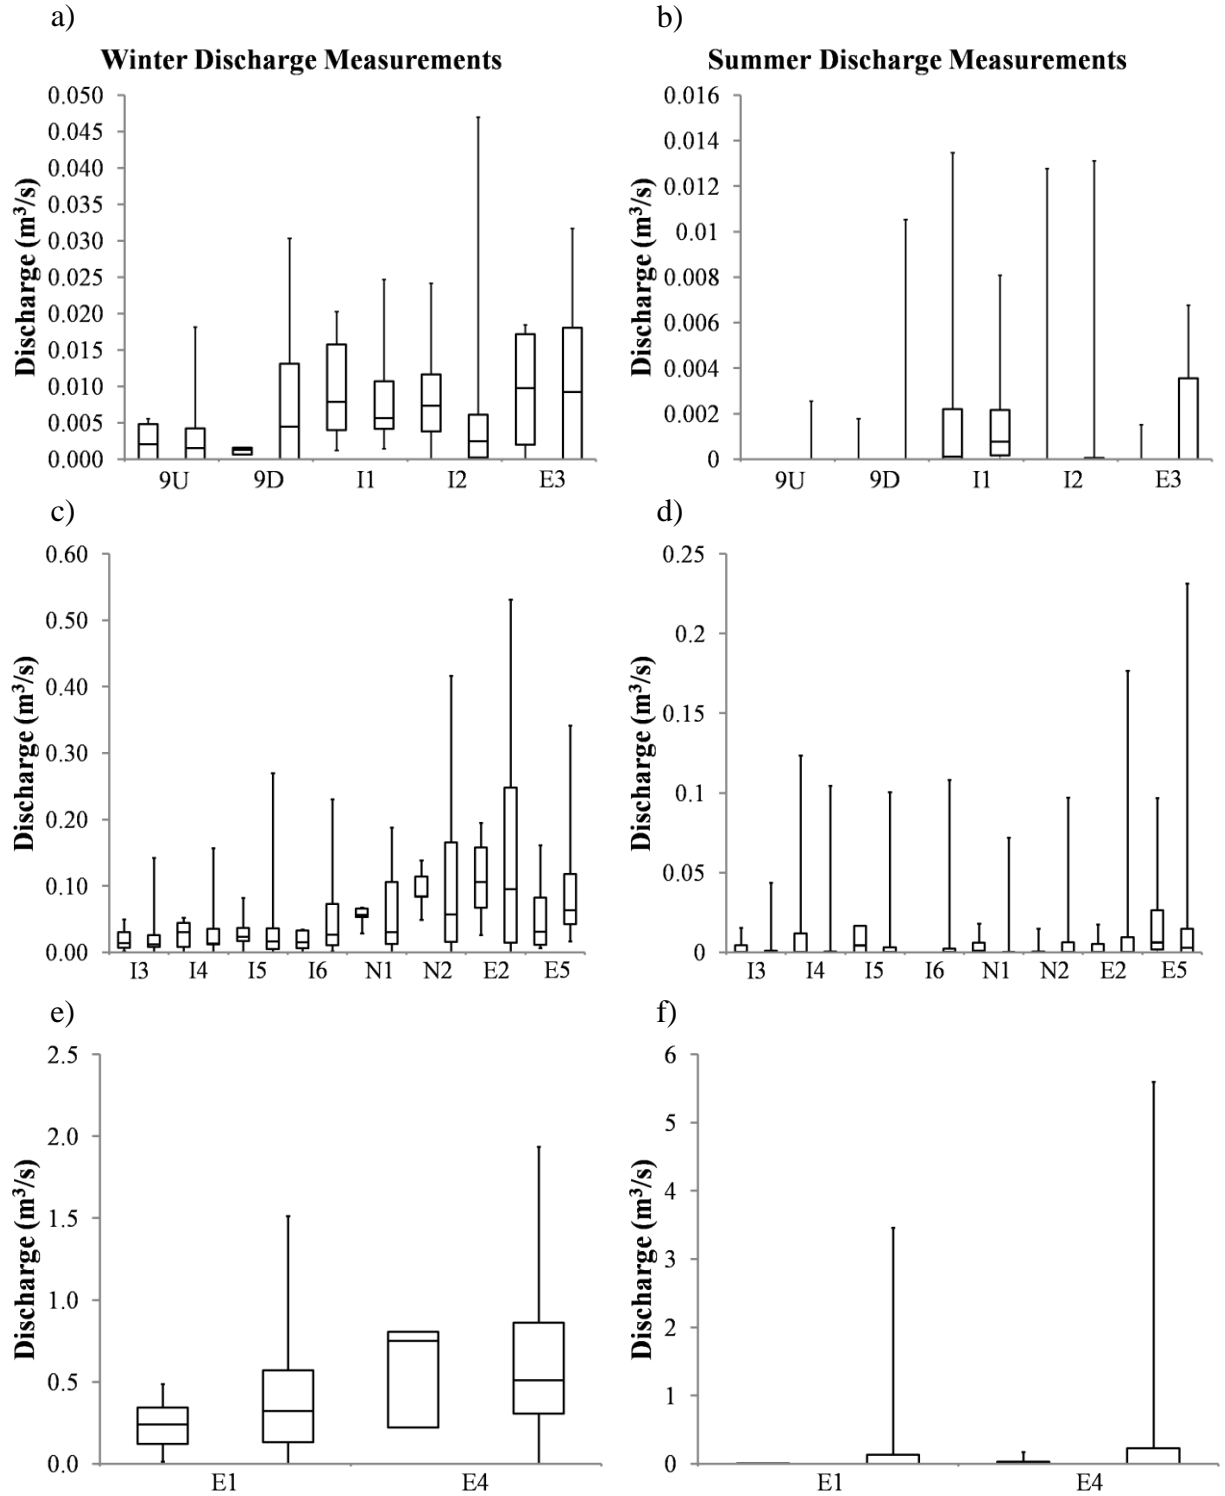 a)
Winter Discharge Measurements
Discharge (m³/s)
0.050
0.045
0.040
0.035
0.030
0.025
0.020
0.015
0.010
0.005
0.000
9U 9D I1 I2 E3
b)
Summer Discharge Measurements
Discharge (m³/s)
0.016
0.014
0.012
0.01
0.008
0.006
0.004
0.002
0
9U 9D I1 I2 E3
c)
Discharge (m³/s)
0.60
0.50
0.40
0.30
0.20
0.10
0.00
I3 I4 I5 I6 N1 N2 E2 E5
d)
Discharge (m³/s)
0.25
0.2
0.15
0.1
0.05
0
I3 I4 I5 I6 N1 N2 E2 E5
e)
Discharge (m³/s)
2.5
2.0
1.5
1.0
0.5
0.0
E1 E4
f)
Discharge (m³/s)
6
5
4
3
2
1
0
E1 E4